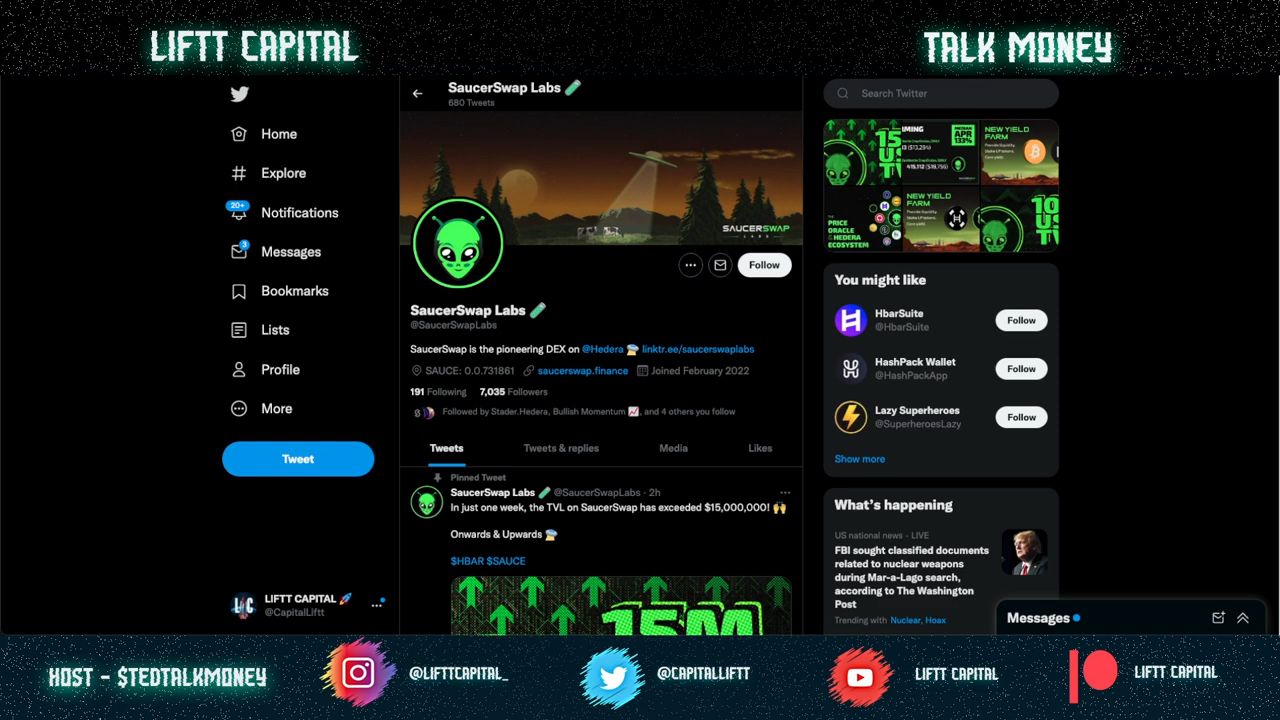 LIFTT CAPITAL
TALK MONEY
Home
Explore
20+
Notifications
3
Messages
Bookmarks
Lists
Profile
More
Tweet
LIFTT CAPITAL 🚀
@CapitalLiftt
SaucerSwap Labs 🧪
680 Tweets
SAUCERSWAP
LABS
Follow
SaucerSwap Labs 🧪
@SaucerSwapLabs
SaucerSwap is the pioneering DEX on @Hedera linktr.ee/saucerswaplabs
SAUCE: 0.0.731861 saucerswap.finance Joined February 2022
191 Following 7,035 Followers
Followed by Stader.Hedera, Bullish Momentum 📈, and 4 others you follow
Tweets Tweets & replies Media Likes
Pinned Tweet
SaucerSwap Labs 🧪 @SaucerSwapLabs · 2h
In just one week, the TVL on SaucerSwap has exceeded $15,000,000! 🙌
Onwards & Upwards
$HBAR $SAUCE
15M
Search Twitter
MEDIAN
APR
133%
NEW YIELD
FARM
THE
PRICE
ORACLE
HEDERA
ECOSYSTEM
NEW YIELD
FARM
You might like
HbarSuite
@HbarSuite
Follow
HashPack Wallet
@HashPackApp
Follow
Lazy Superheroes
@SuperheroesLazy
Follow
Show more
What's happening
US national news · LIVE
FBI sought classified documents
related to nuclear weapons
during Mar-a-Lago search,
according to The Washington
Post
Trending with Nuclear, Hoax
Messages
HOST - $TEDTALKMONEY
@LIFTTCAPITAL_
@CAPITALLIFTT
LIFTT CAPITAL
LIFTT CAPITAL